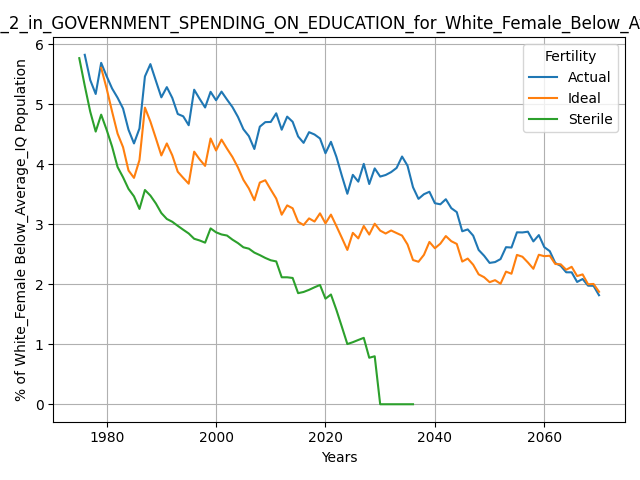 _2_in_GOVERNMENT_SPENDING_ON_EDUCATION_for_White_Female_Below_A
% of White_Female Below_Average_IQ Population
6
5
4
3
2
1
0
Fertility
Actual
Ideal
Sterile
1980 2000 2020 2040 2060
Years